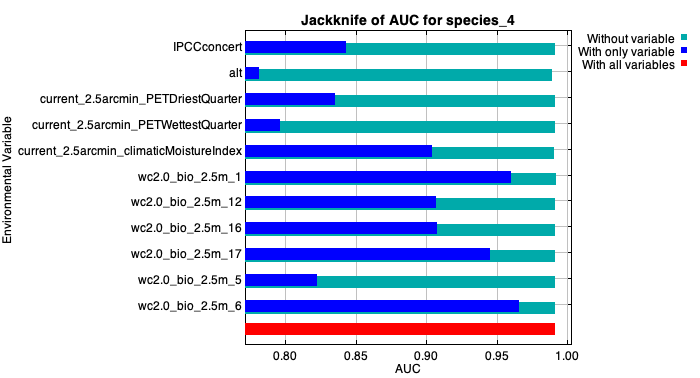 Jackknife of AUC for species_4
Without variable
With only variable
With all variables
Environmental Variable
IPCCconcert
alt
current_2.5arcmin_PETDriestQuarter
current_2.5arcmin_PETWettestQuarter
current_2.5arcmin_climaticMoistureIndex
wc2.0_bio_2.5m_1
wc2.0_bio_2.5m_12
wc2.0_bio_2.5m_16
wc2.0_bio_2.5m_17
wc2.0_bio_2.5m_5
wc2.0_bio_2.5m_6
0.80 0.85 0.90 0.95 1.00
AUC